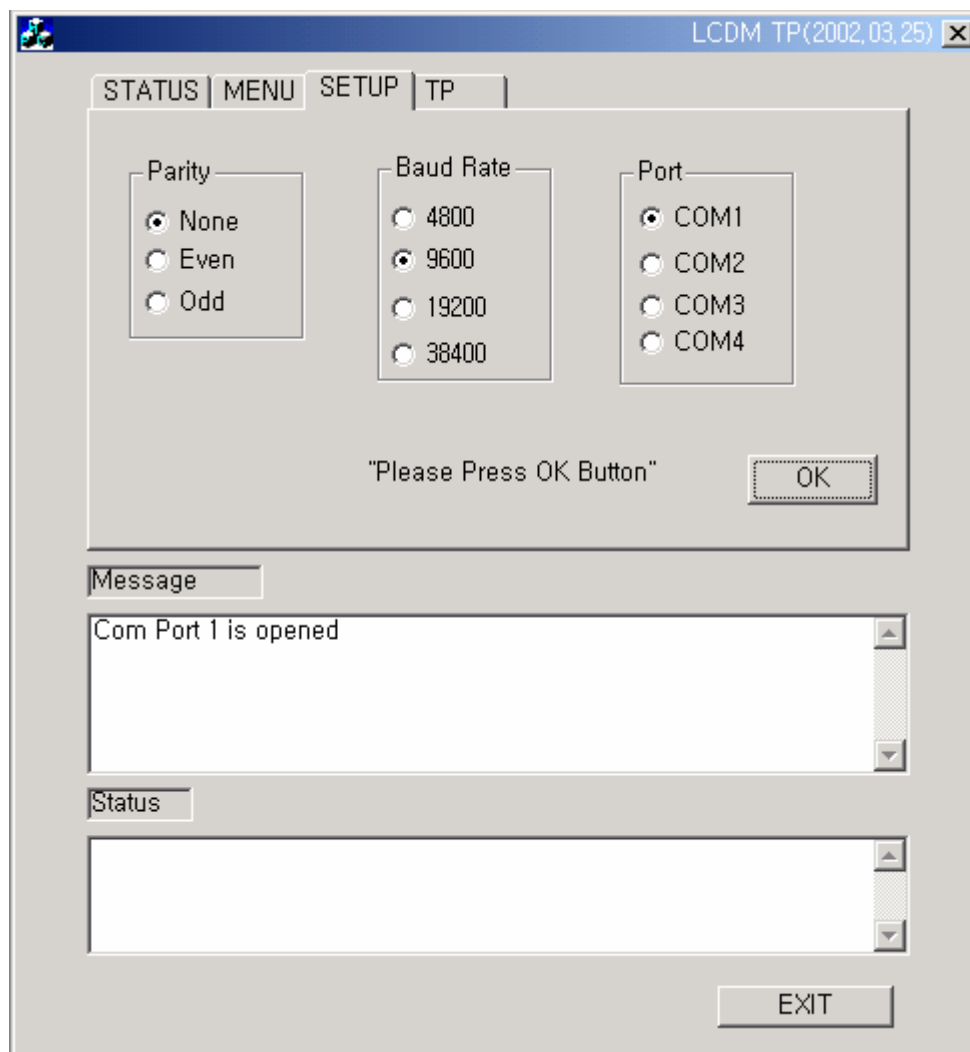 LCDM TP(2002,03,25)
STATUS MENU SETUP TP
Parity
None
Even
Odd
Baud Rate
4800
9600
19200
38400
Port
COM1
COM2
COM3
COM4
"Please Press OK Button"
OK
Message
Com Port 1 is opened
Status
EXIT